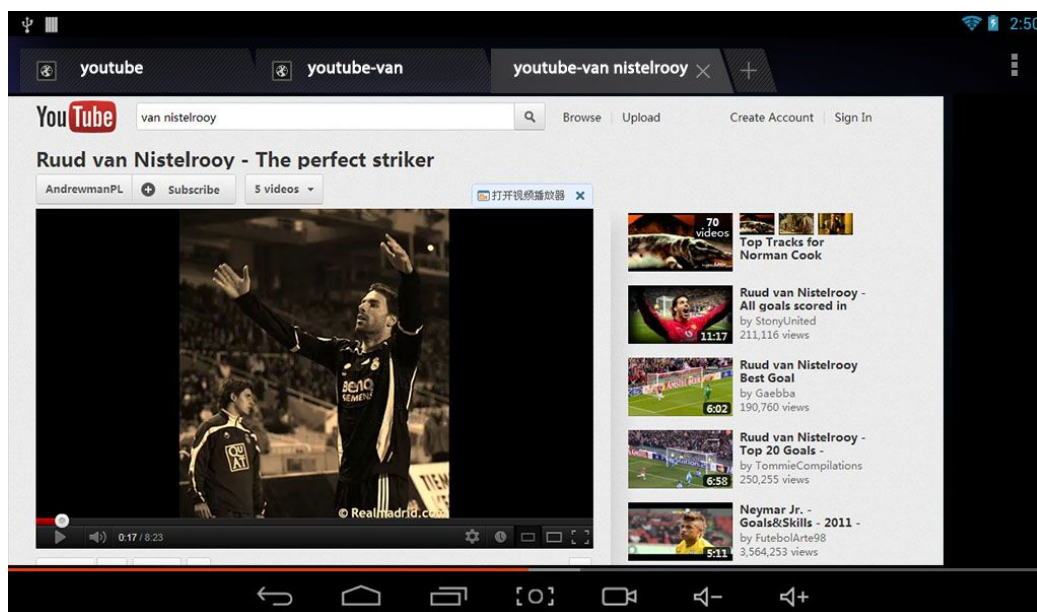 2:50
youtube
youtube-van
youtube-van nistelrooy
You Tube
van nistelrooy
Browse
Upload
Create Account
Sign In
Ruud van Nistelrooy - The perfect striker
AndrewmanPL
Subscribe
5 videos
打开视频播放器
BenQ
SIEMENS
QU
AT
TIEM
© Realmadrid.com
0:17 / 8:23
70
videos
Top Tracks for
Norman Cook
Ruud van Nistelrooy -
All goals scored in
by StonyUnited
211,116 views
11:17
Ruud van Nistelrooy
Best Goal
by Gaebba
190,760 views
6:02
Ruud van Nistelrooy -
Top 20 Goals -
by TommieCompilations
250,255 views
6:58
Neymar Jr. -
Goals&Skills - 2011 -
by FutebolArte98
3,564,253 views
5:11